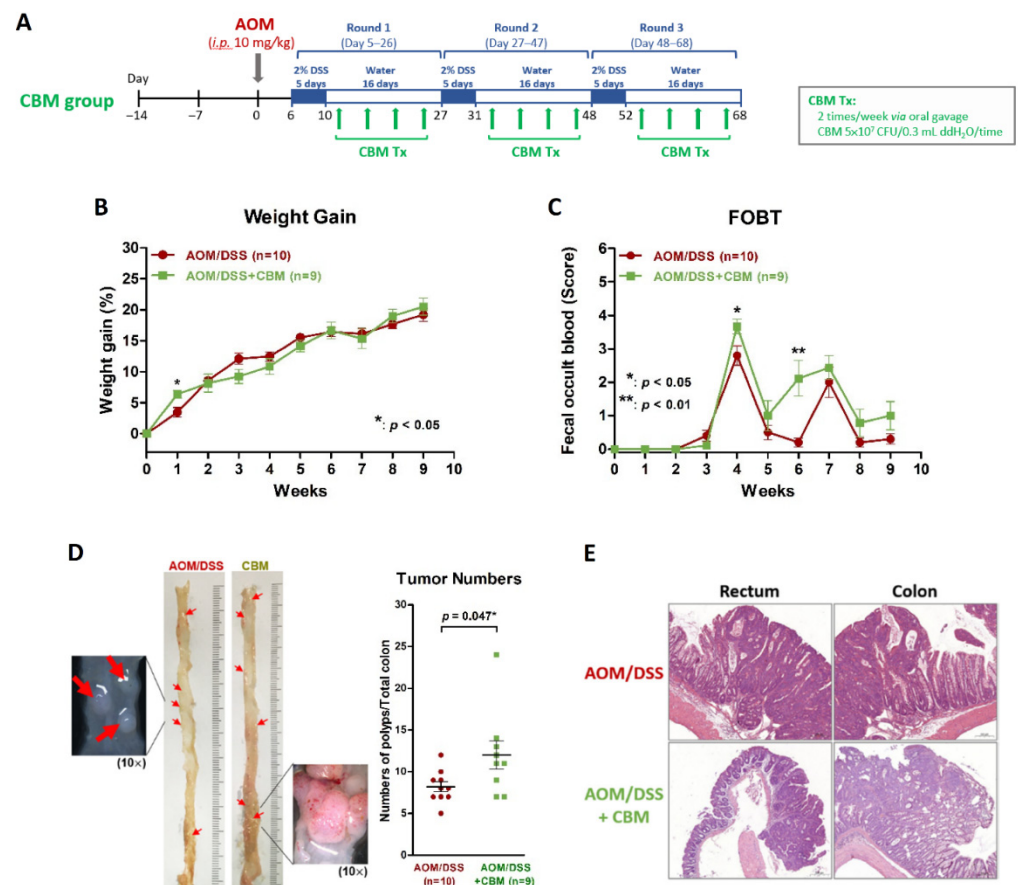 A
AOM
(i.p. 10 mg/kg)
Round 1
(Day 5–26)
Round 2
(Day 27–47)
Round 3
(Day 48–68)
2% DSS
5 days
Water
16 days
2% DSS
5 days
Water
16 days
2% DSS
5 days
Water
16 days
Day
CBM group
−14 −7 0 6 10 27 31 48 52 68
CBM Tx CBM Tx CBM Tx
CBM Tx:
2 times/week via oral gavage
CBM 5×10⁷ CFU/0.3 mL ddH₂O/time
B
Weight Gain
AOM/DSS (n=10)
AOM/DSS+CBM (n=9)
Weight gain (%)
30
25
20
15
10
5
0
*
*: p < 0.05
0 1 2 3 4 5 6 7 8 9 10
Weeks
C
FOBT
AOM/DSS (n=10)
AOM/DSS+CBM (n=9)
Fecal occult blood (Score)
6
5
4
3
2
1
0
*
**
*: p < 0.05
**: p < 0.01
0 1 2 3 4 5 6 7 8 9 10
Weeks
D
AOM/DSS CBM
(10×)
(10×)
Tumor Numbers
Numbers of polyps/Total colon
30
25
20
15
10
5
0
p = 0.047*
AOM/DSS
(n=10)
AOM/DSS
+CBM (n=9)
E
Rectum Colon
AOM/DSS
AOM/DSS
+ CBM